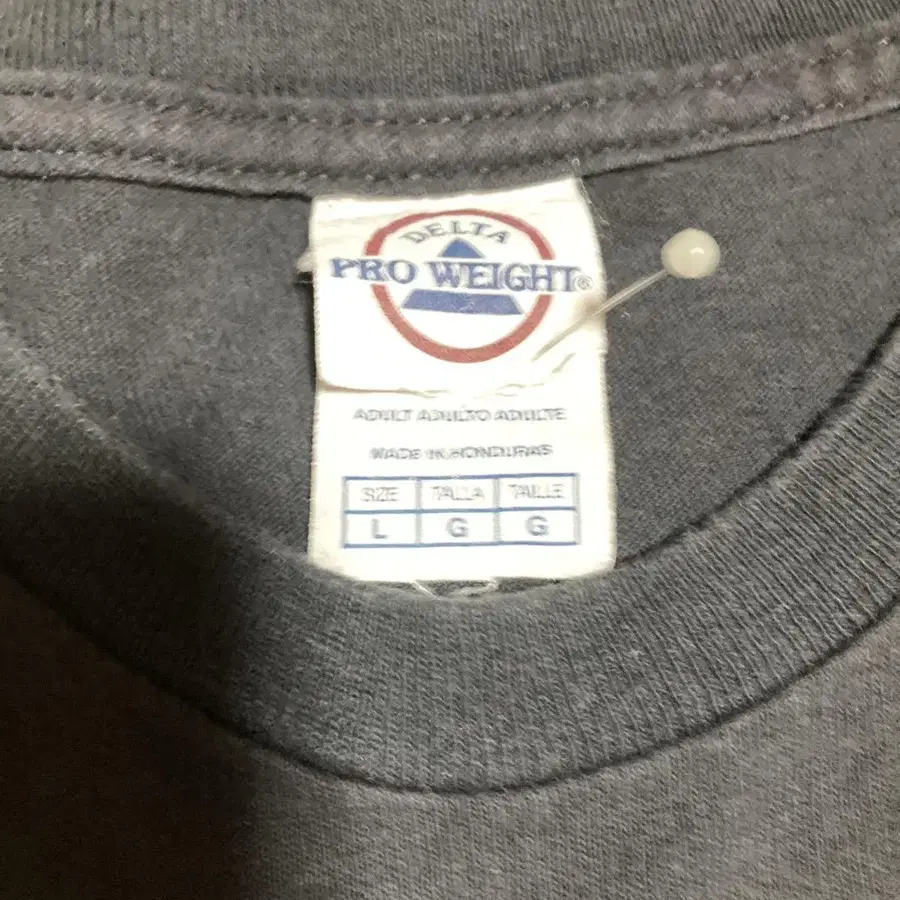 DELTA
PRO WEIGHT®
ADULT ADULTO ADULTE
MADE IN HONDURAS
SIZE TALLA TAILLE
L G G